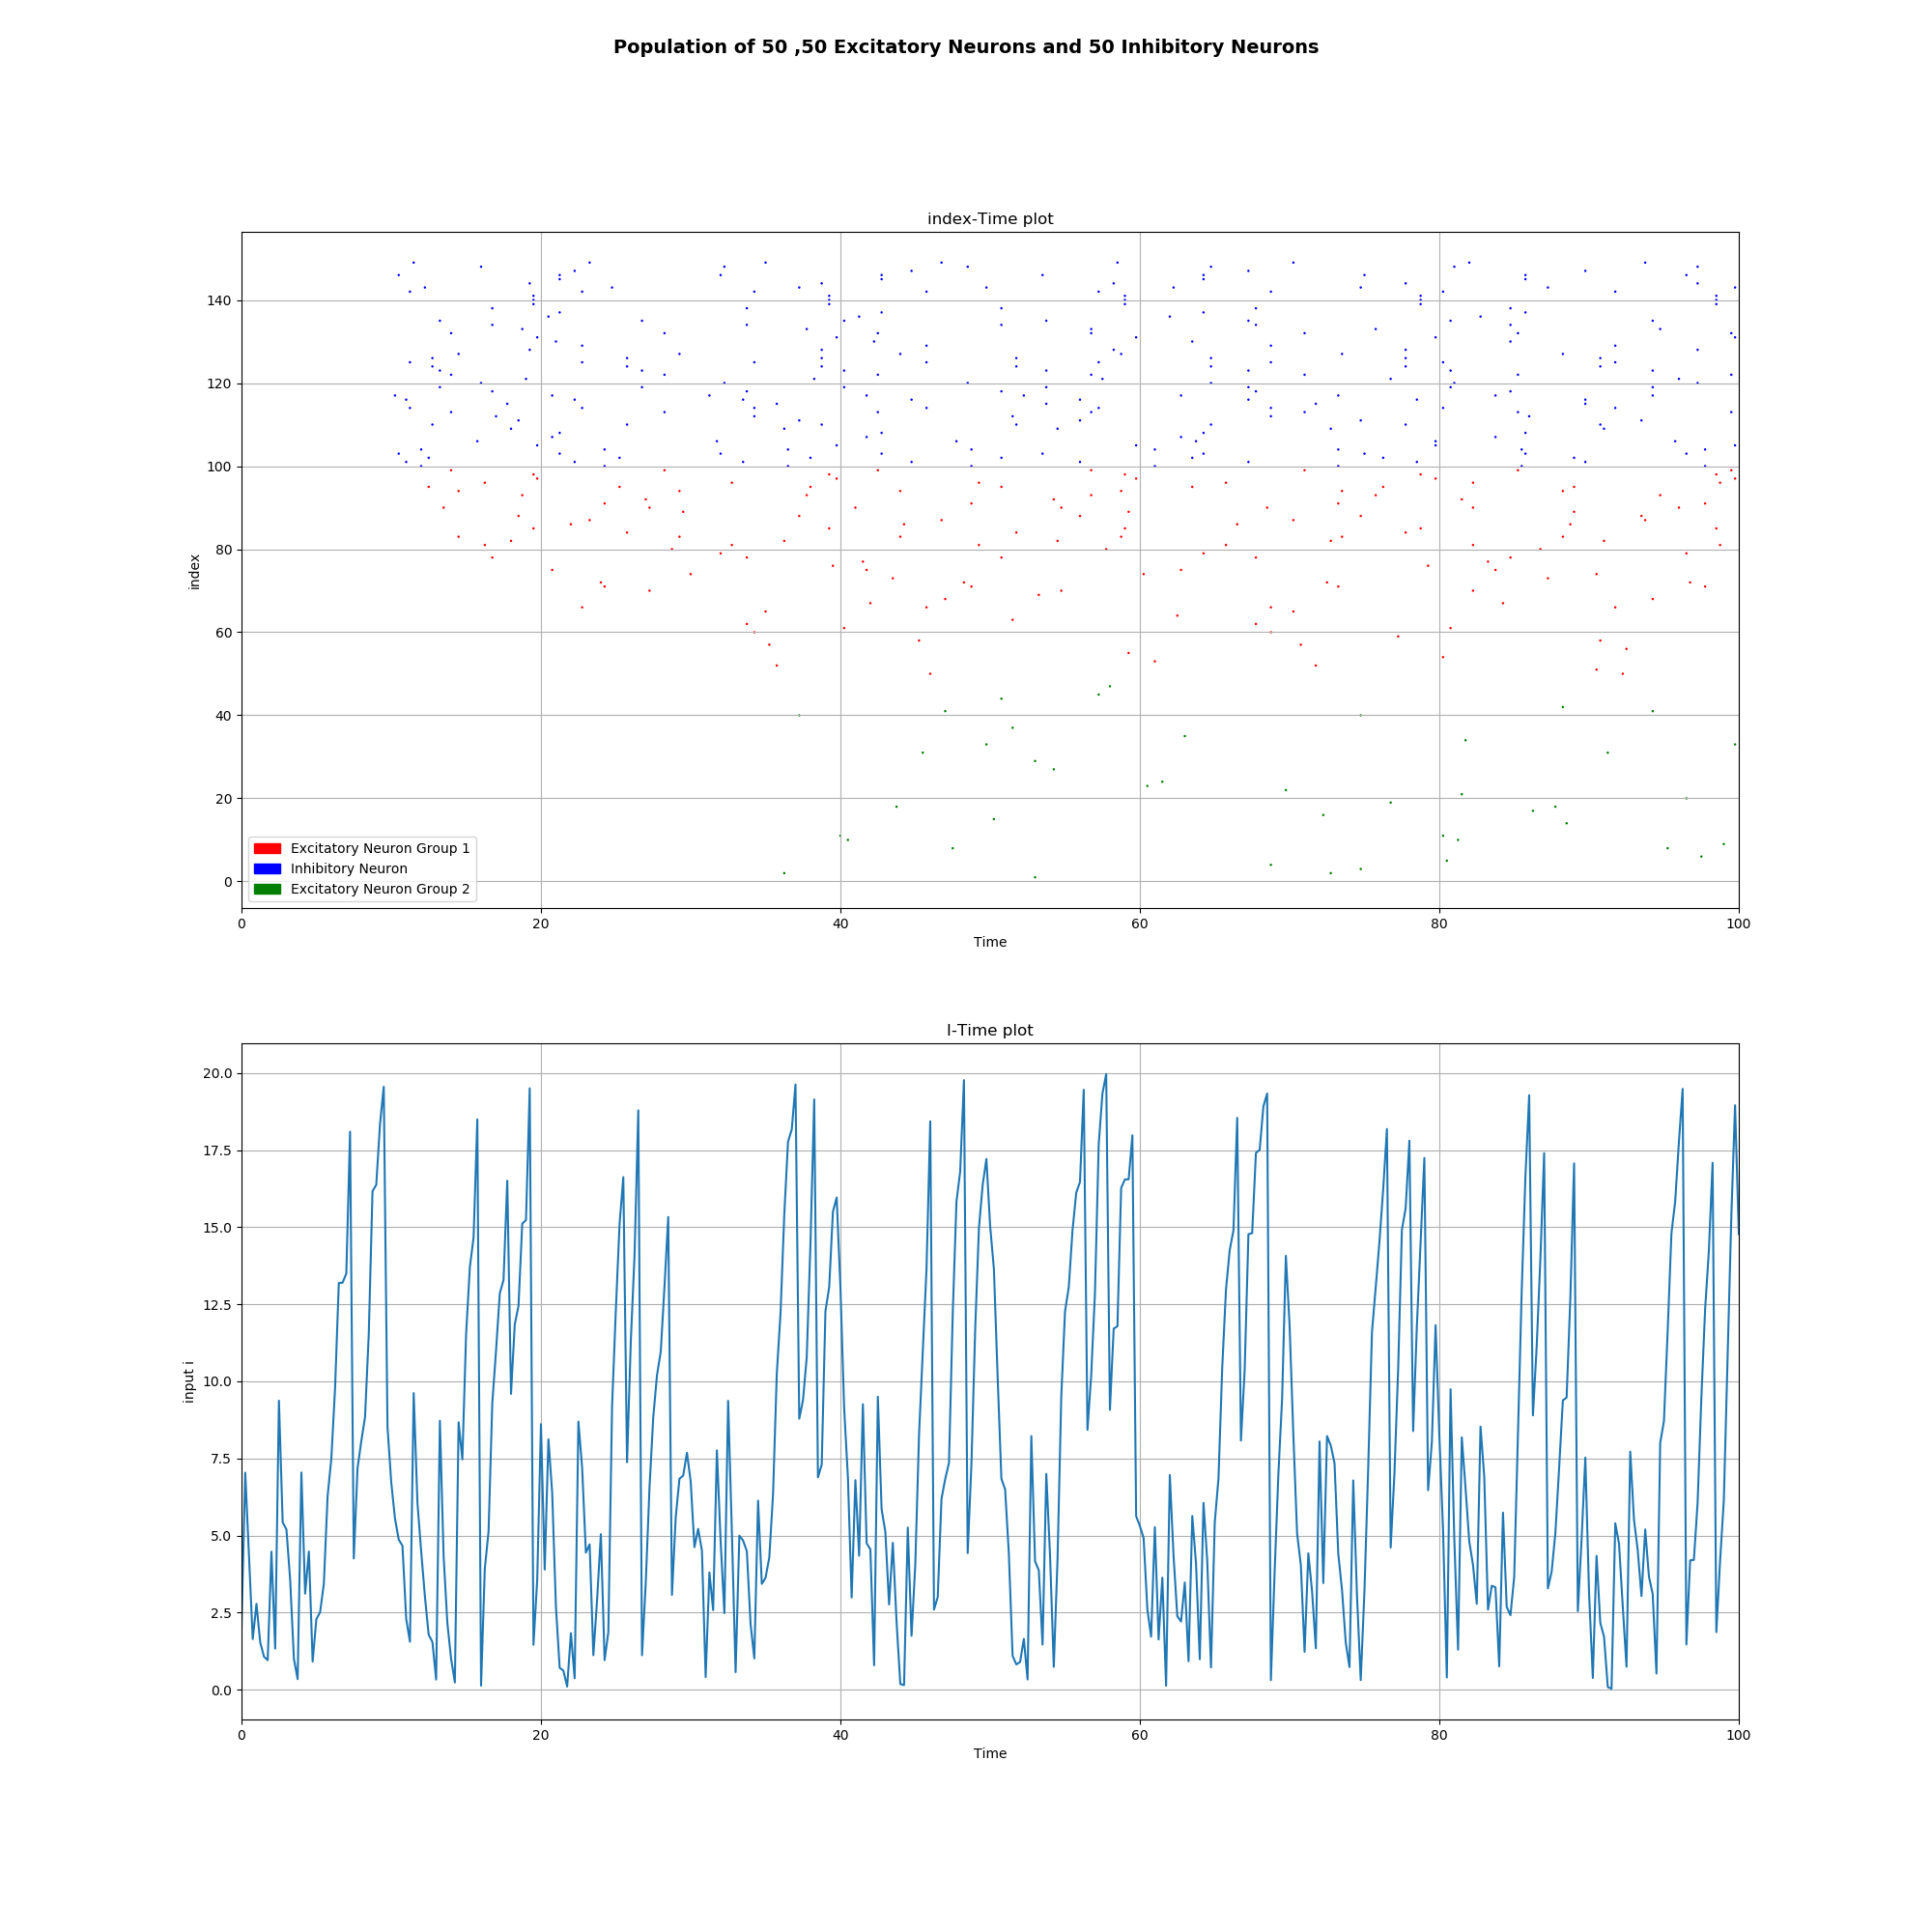 Population of 50 ,50 Excitatory Neurons and 50 Inhibitory Neurons
index-Time plot
140
120
100
80
60
40
20
0
index
Excitatory Neuron Group 1
Inhibitory Neuron
Excitatory Neuron Group 2
0 20 40 60 80 100
Time
I-Time plot
20.0
17.5
15.0
12.5
10.0
7.5
5.0
2.5
0.0
input i
0 20 40 60 80 100
Time